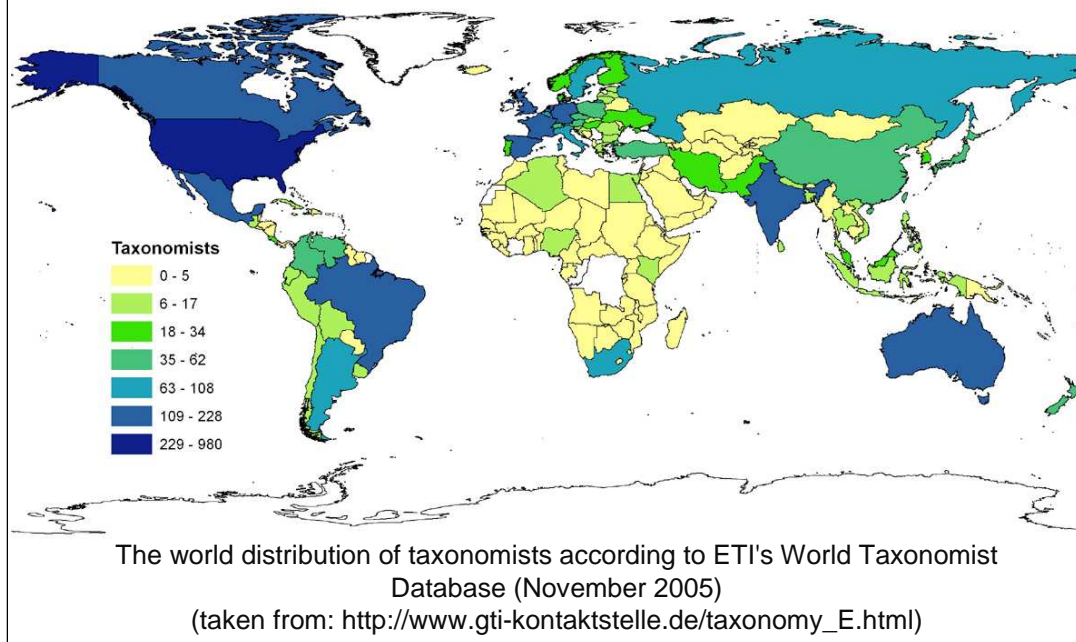 Taxonomists
0 - 5
6 - 17
18 - 34
35 - 62
63 - 108
109 - 228
229 - 980
The world distribution of taxonomists according to ETI's World Taxonomist
Database (November 2005)
(taken from: http://www.gti-kontaktstelle.de/taxonomy_E.html)